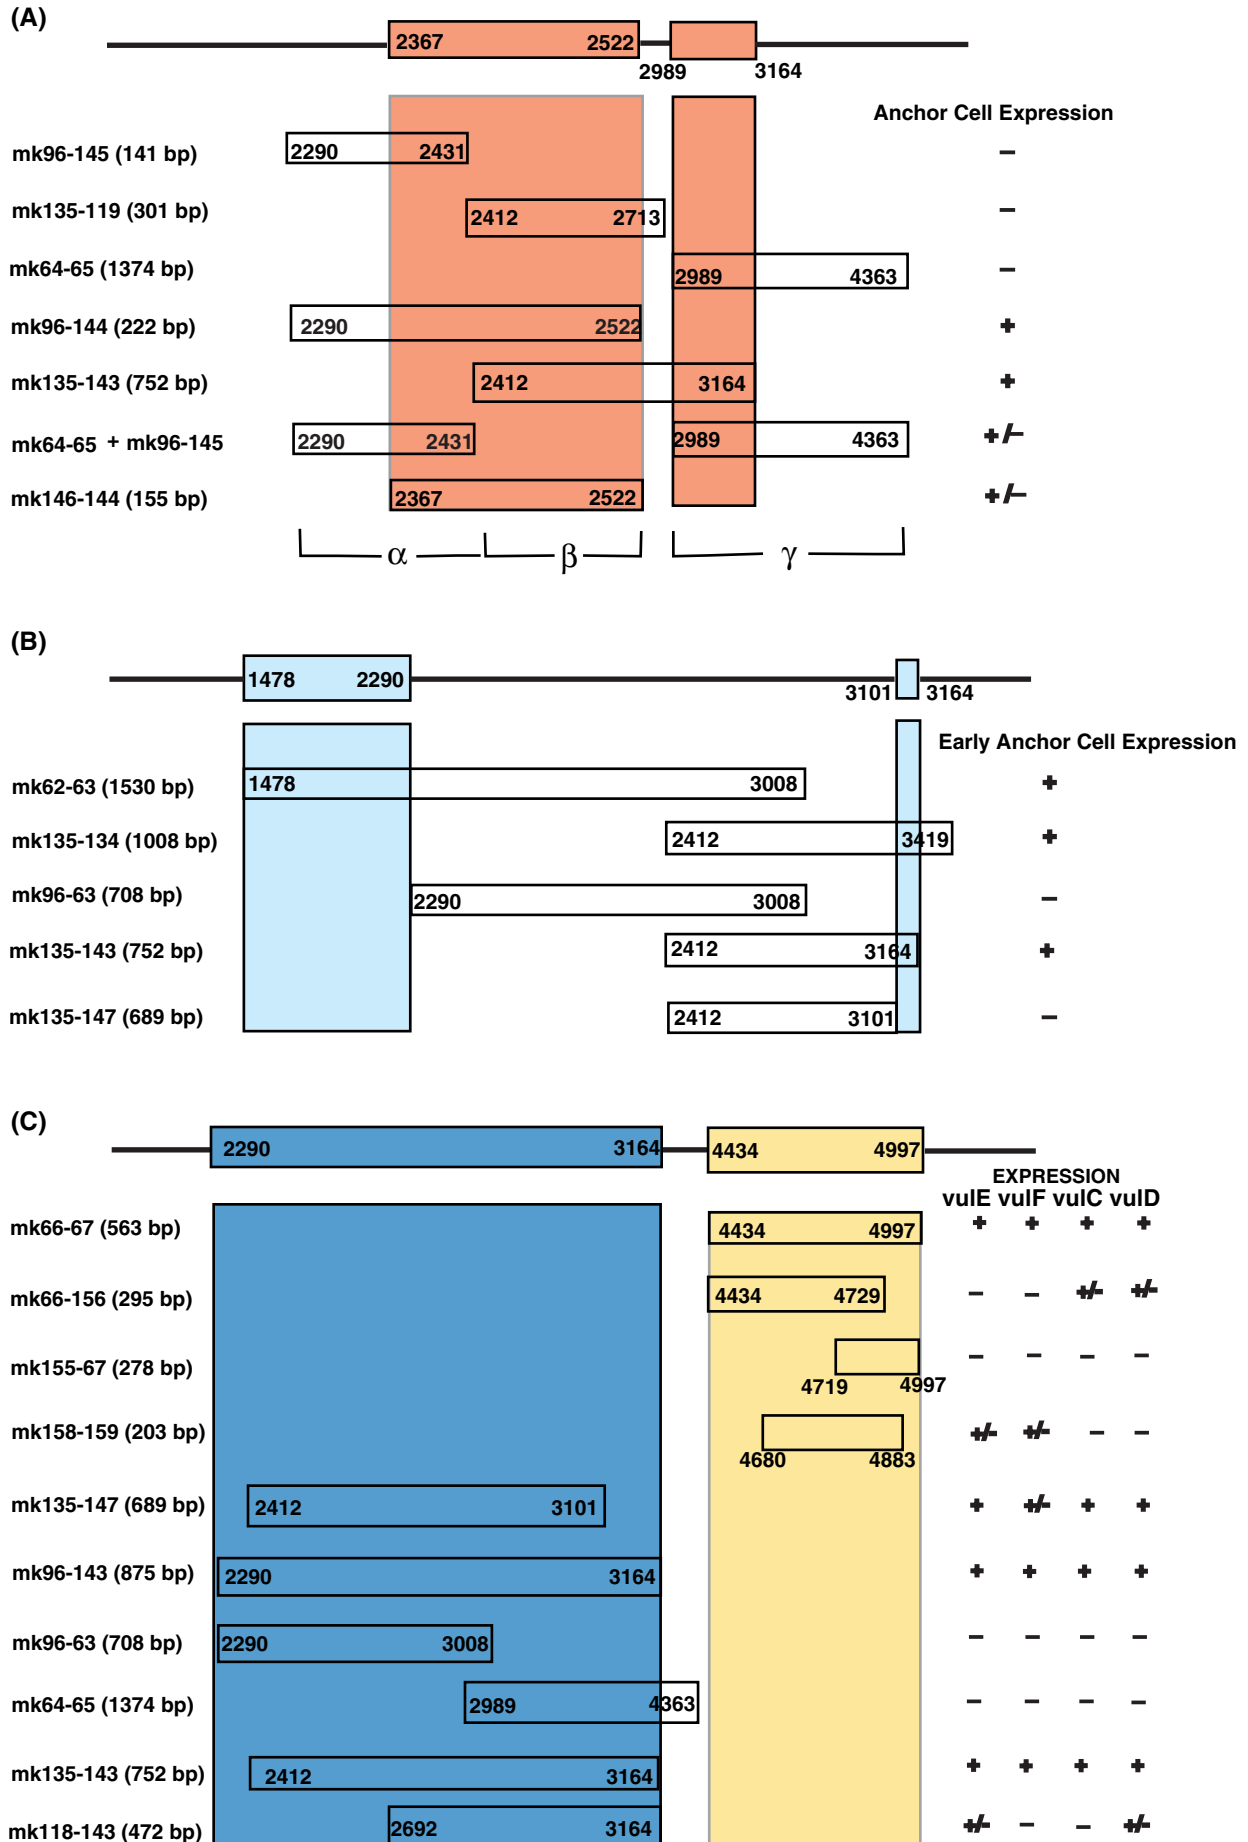 (A)
2367 2522
2989 3164
Anchor Cell Expression
mk96-145 (141 bp) 2290 2431 –
mk135-119 (301 bp) 2412 2713 –
mk64-65 (1374 bp) 2989 4363 –
mk96-144 (222 bp) 2290 2522 +
mk135-143 (752 bp) 2412 3164 +
mk64-65 + mk96-145 2290 2431 2989 4363 +/–
mk146-144 (155 bp) 2367 2522 +/–
α β γ
(B)
1478 2290
3101 3164
Early Anchor Cell Expression
mk62-63 (1530 bp) 1478 3008 +
mk135-134 (1008 bp) 2412 3419 +
mk96-63 (708 bp) 2290 3008 –
mk135-143 (752 bp) 2412 3164 +
mk135-147 (689 bp) 2412 3101 –
(C)
2290 3164 4434 4997
EXPRESSION
vulE vulF vulC vulD
mk66-67 (563 bp) 4434 4997 + + + +
mk66-156 (295 bp) 4434 4729 – – +/– +/–
mk155-67 (278 bp) – – – –
4719 4997
mk158-159 (203 bp) +/– +/– – –
4680 4883
mk135-147 (689 bp) 2412 3101 + +/– + +
mk96-143 (875 bp) 2290 3164 + + + +
mk96-63 (708 bp) 2290 3008 – – – –
mk64-65 (1374 bp) 2989 4363 – – – –
mk135-143 (752 bp) 2412 3164 + + + +
mk118-143 (472 bp) 2692 3164 +/– – – +/–